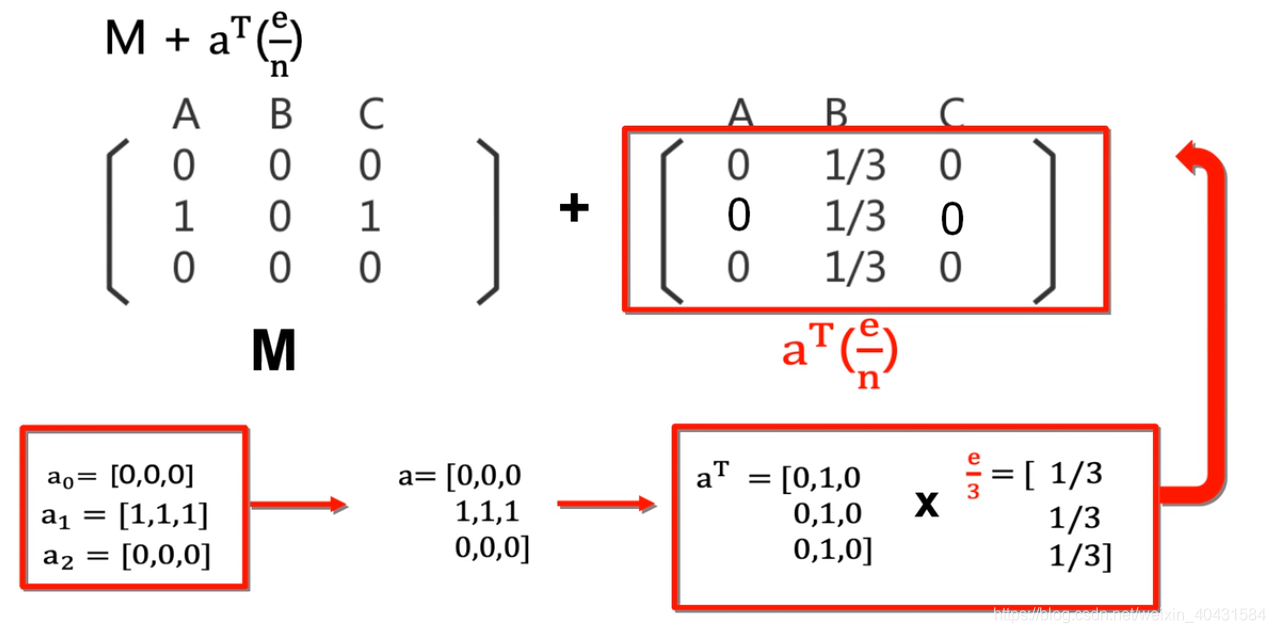 M + aᵀ(e/n)
A B C A B C
0 0 0 0 1/3 0
1 0 1 + 0 1/3 0
0 0 0 0 1/3 0
M aᵀ(e/n)
a₀= [0,0,0]
a₁ = [1,1,1]
a₂ = [0,0,0]
a= [0,0,0
1,1,1
0,0,0]
aᵀ = [0,1,0
0,1,0
0,1,0]
x
e/3 = [ 1/3
1/3
1/3]
https://blog.csdn.net/weixin_40431584